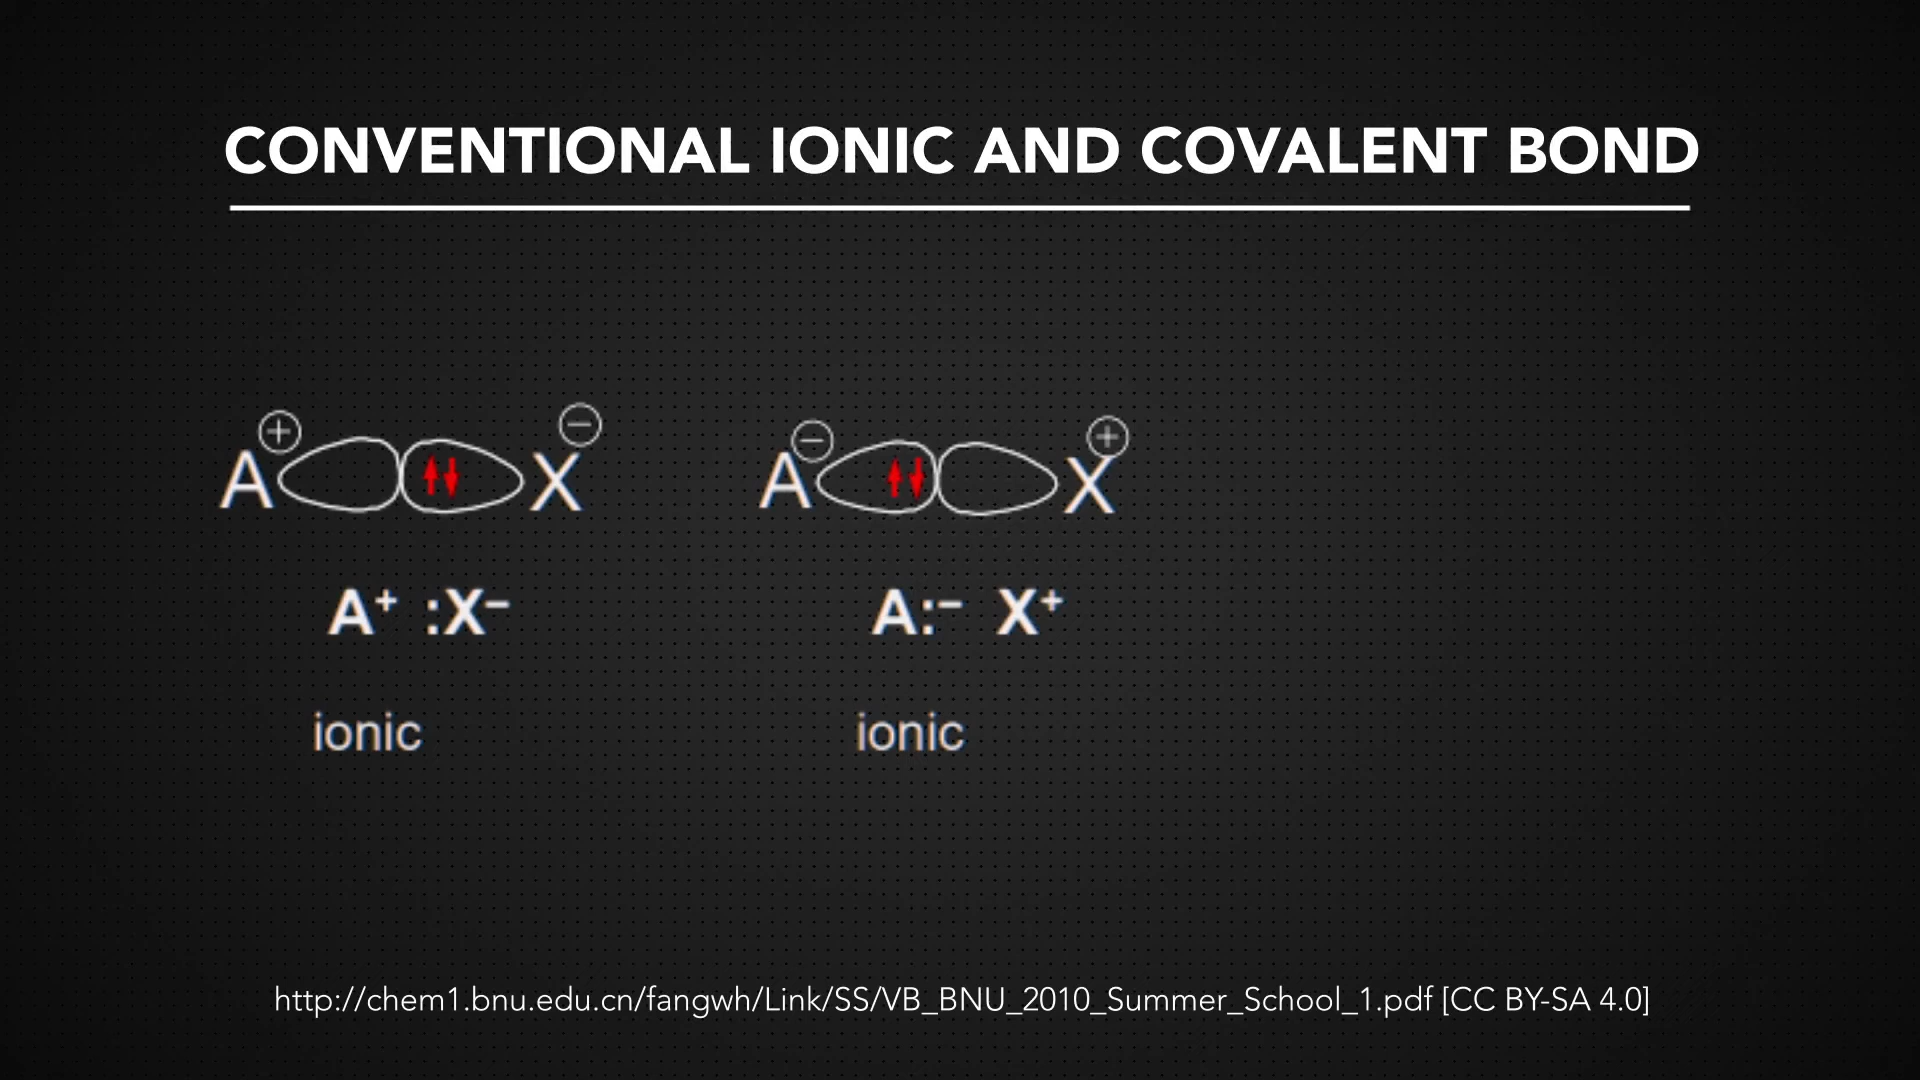 CONVENTIONAL IONIC AND COVALENT BOND
A⊕ X⊖ A⊖ X⊕
A⁺ :X⁻ A:⁻ X⁺
ionic ionic
http://chem1.bnu.edu.cn/fangwh/Link/SS/VB_BNU_2010_Summer_School_1.pdf [CC BY-SA 4.0]